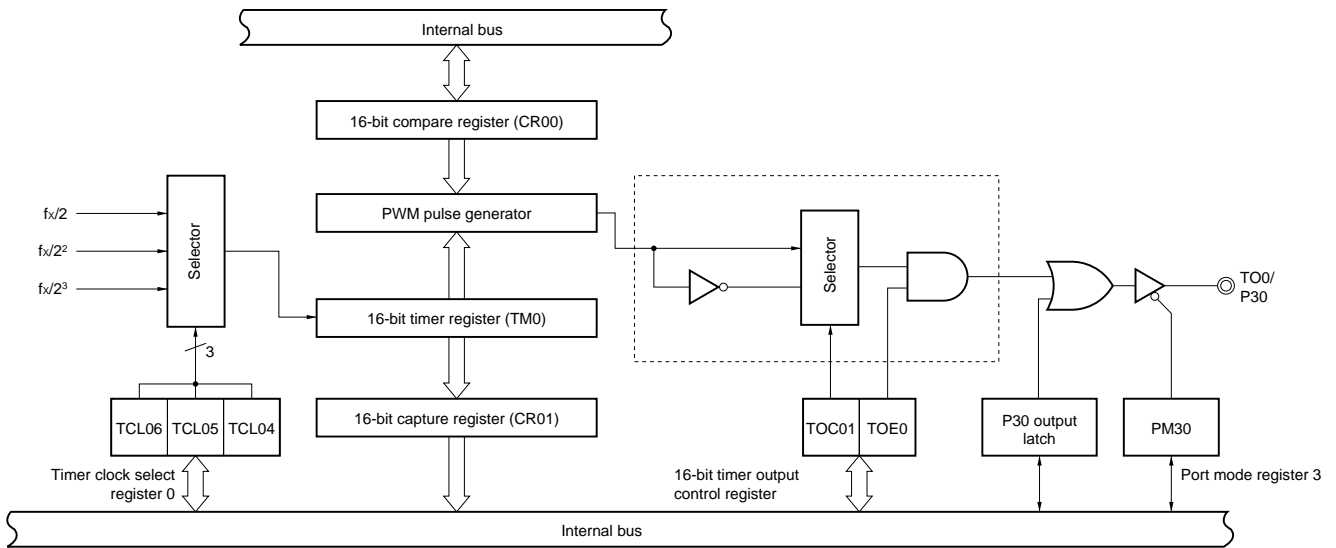 Internal bus
16-bit compare register (CR00)
PWM pulse generator
fx/2
fx/2²
fx/2³
Selector
Selector
TO0/
P30
16-bit timer register (TM0)
3
TCL06 TCL05 TCL04
16-bit capture register (CR01)
TOC01 TOE0
P30 output
latch
PM30
Timer clock select
register 0
16-bit timer output
control register
Port mode register 3
Internal bus